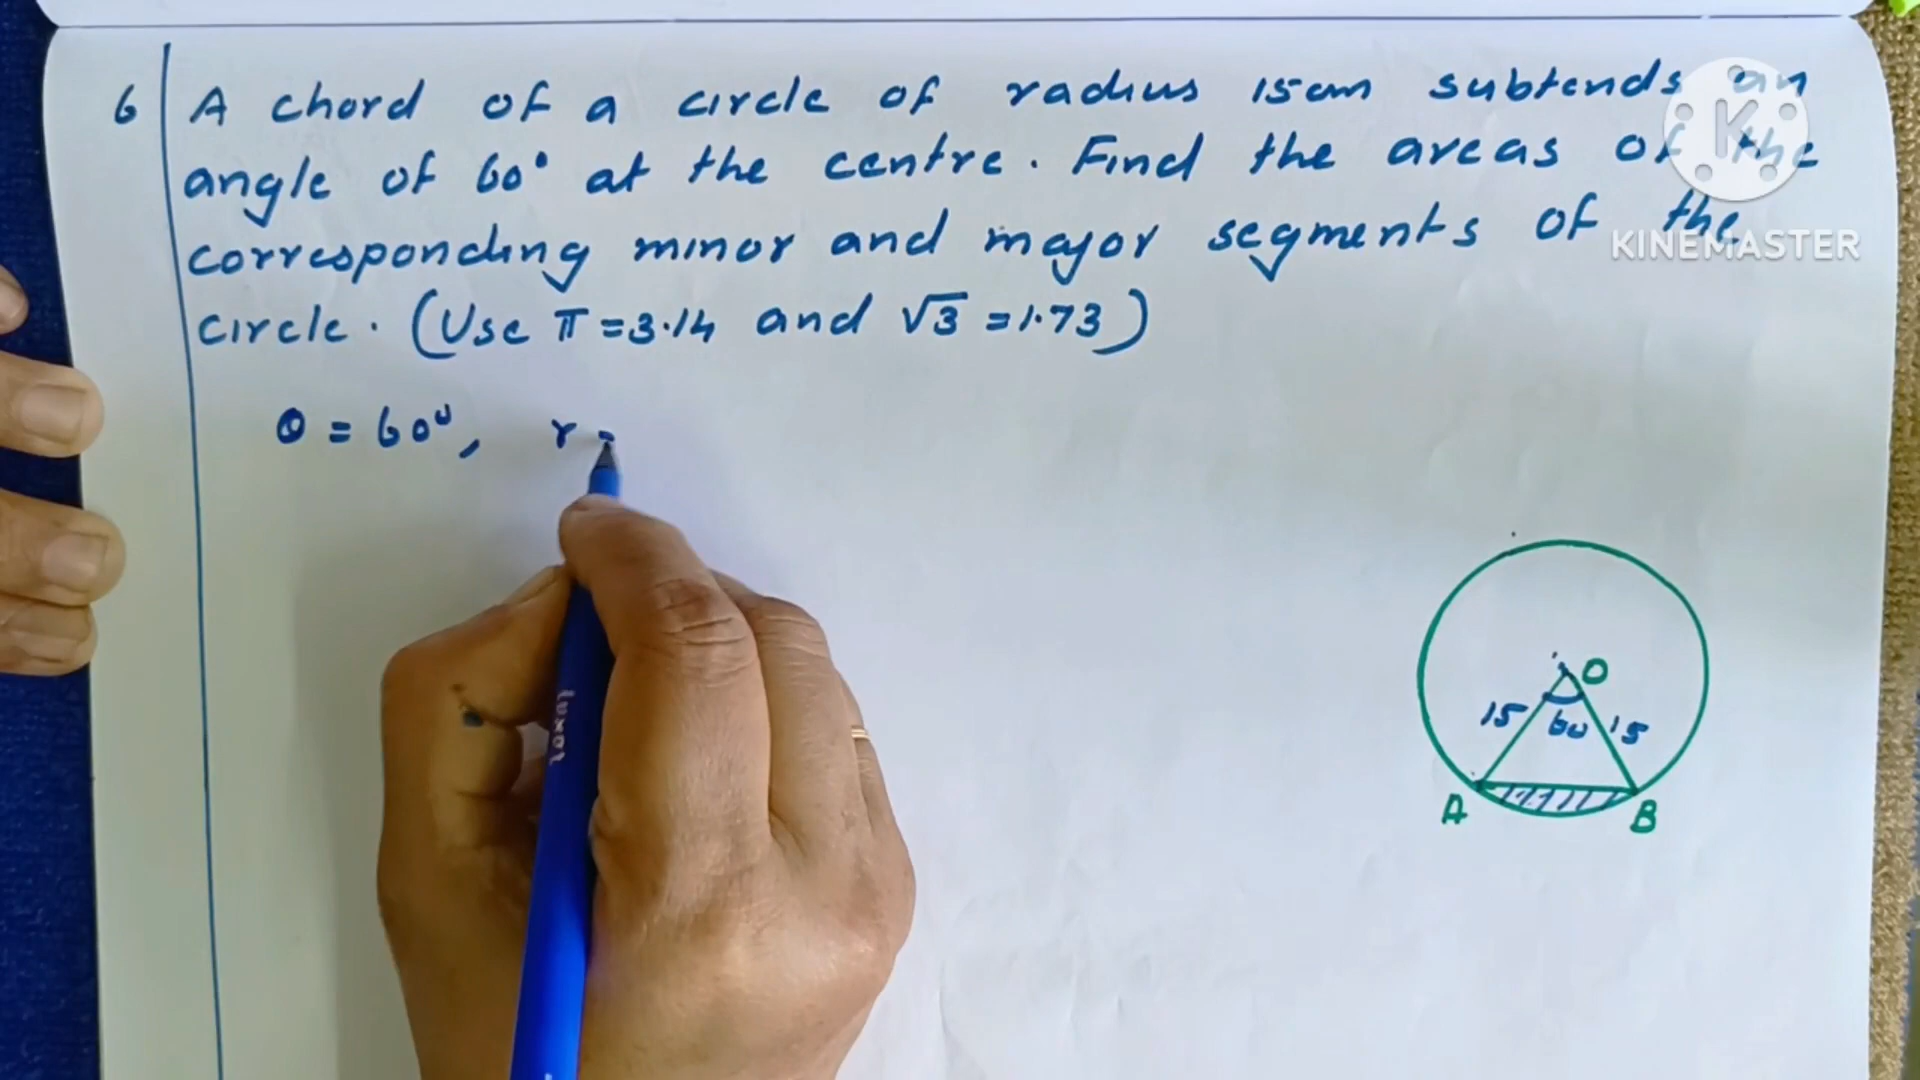 6 A chord of a circle of radius 15cm subtends an
angle of 60° at the centre. Find the areas of the
corresponding minor and major segments of the
circle. (Use π = 3.14 and √3 = 1.73)
θ = 60°, r =
KINEMASTER
O
15 60 15
A B
luxor